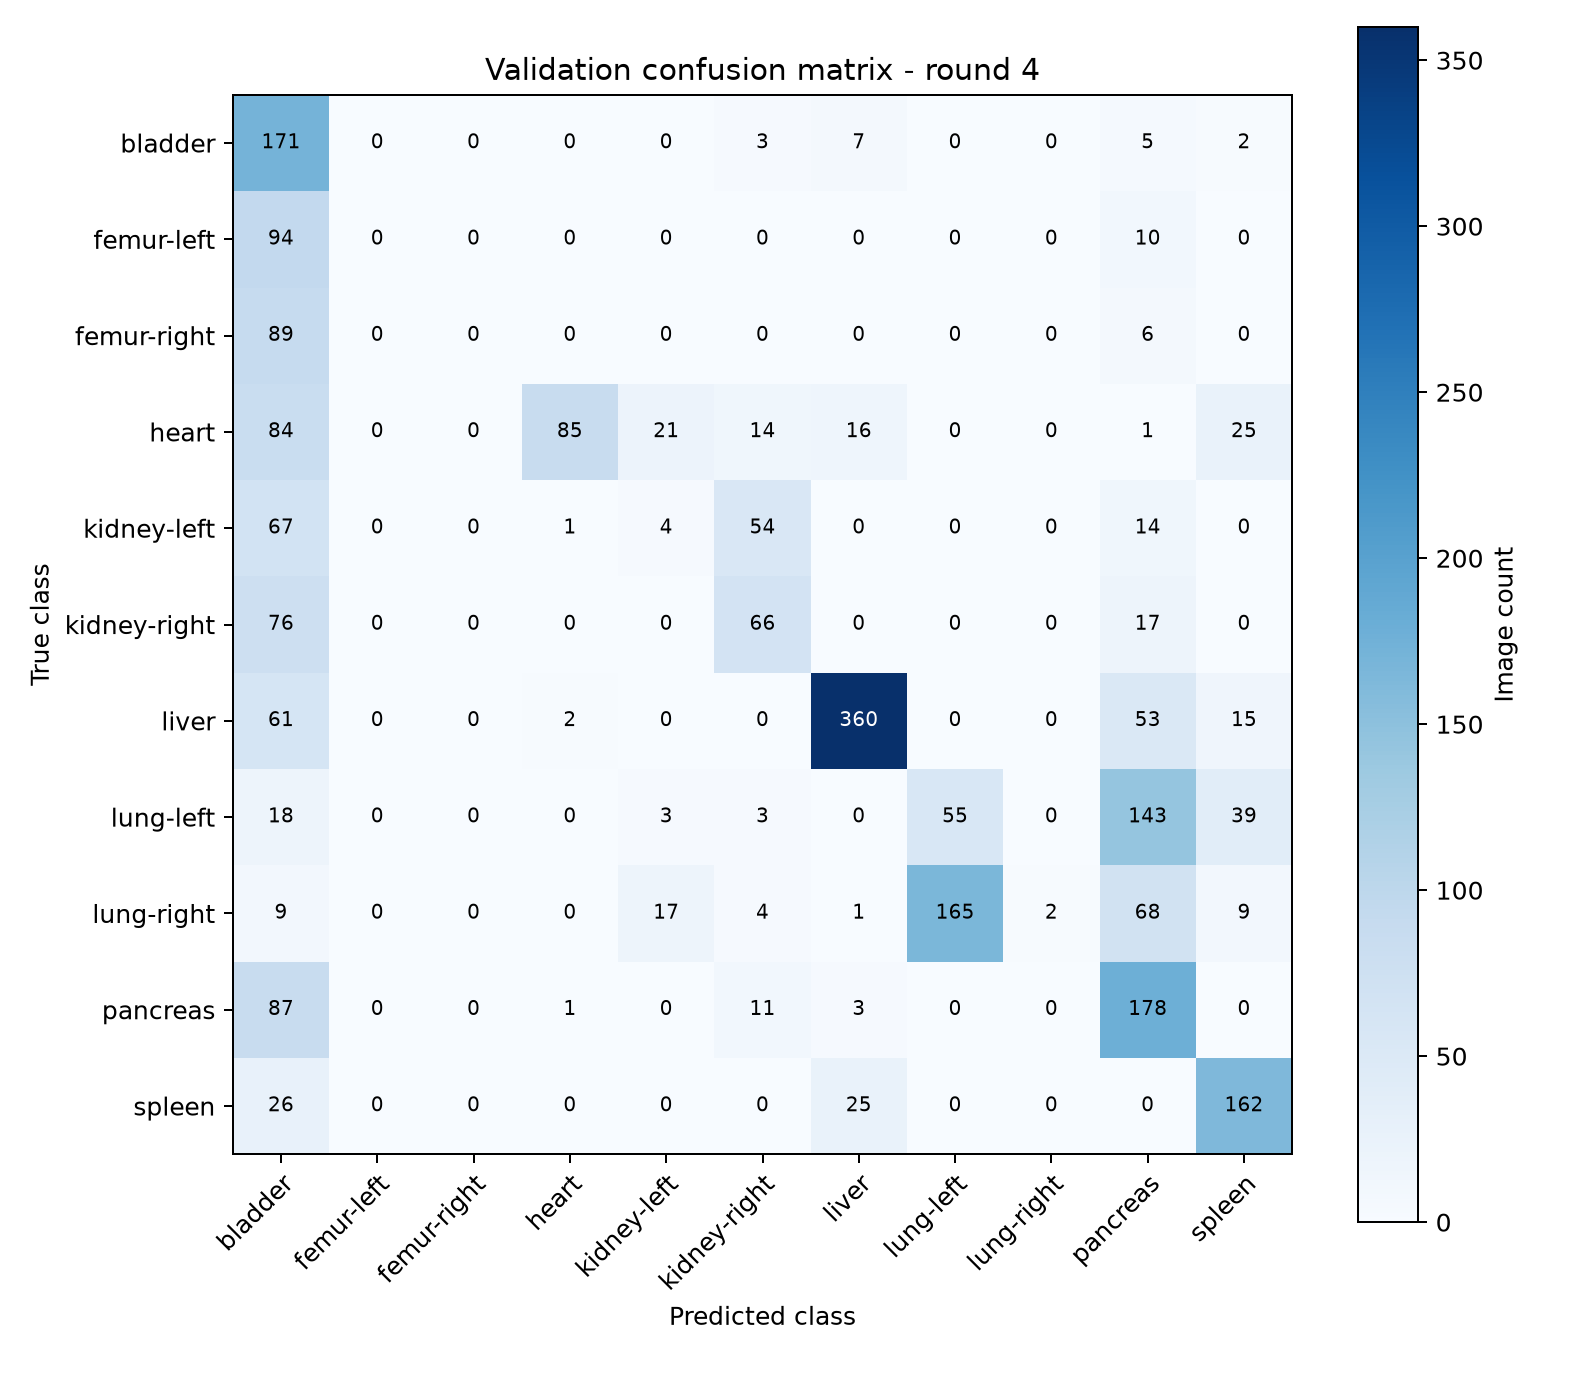 Validation confusion matrix - round 4
350
300
250
200
150
100
50
0
Image count
True class
bladder 171 0 0 0 0 3 7 0 0 5 2
femur-left 94 0 0 0 0 0 0 0 0 10 0
femur-right 89 0 0 0 0 0 0 0 0 6 0
heart 84 0 0 85 21 14 16 0 0 1 25
kidney-left 67 0 0 1 4 54 0 0 0 14 0
kidney-right 76 0 0 0 0 66 0 0 0 17 0
liver 61 0 0 2 0 0 360 0 0 53 15
lung-left 18 0 0 0 3 3 0 55 0 143 39
lung-right 9 0 0 0 17 4 1 165 2 68 9
pancreas 87 0 0 1 0 11 3 0 0 178 0
spleen 26 0 0 0 0 0 25 0 0 0 162
bladder femur-left femur-right heart kidney-left kidney-right liver lung-left lung-right pancreas spleen
Predicted class